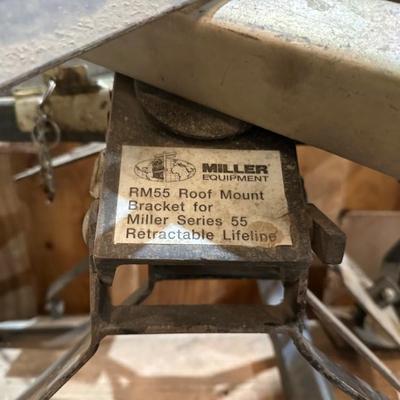 MILLER
EQUIPMENT
RM55 Roof Mount
Bracket for
Miller Series 55
Retractable Lifeline